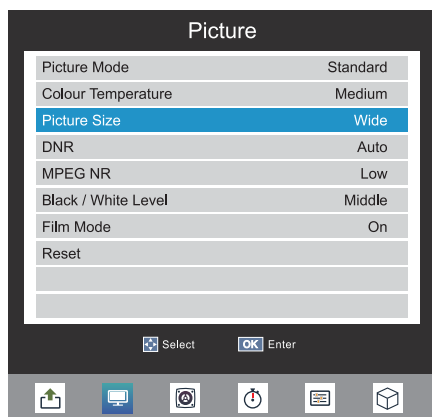 Picture
Picture Mode Standard
Colour Temperature Medium
Picture Size Wide
DNR Auto
MPEG NR Low
Black / White Level Middle
Film Mode On
Reset
Select OK Enter